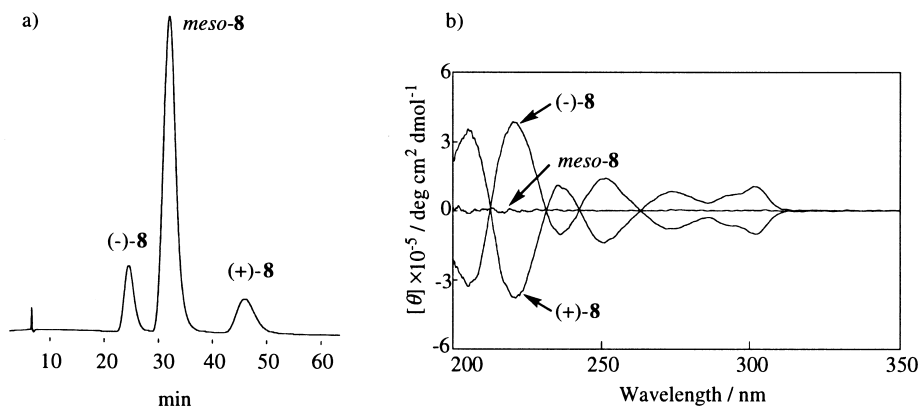 a)
meso-8
(-)-8
(+)-8
10 20 30 40 50 60
min
b)
[θ] ×10-5 / deg cm2 dmol-1
6
3
0
-3
-6
(-)-8
meso-8
(+)-8
200 250 300 350
Wavelength / nm